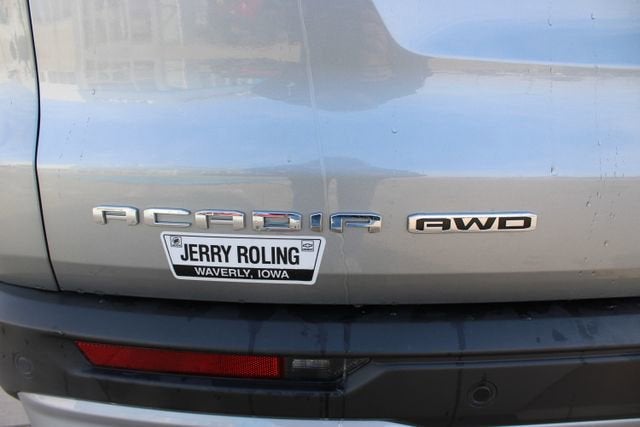 ACADIA AWD
JERRY ROLING
WAVERLY, IOWA